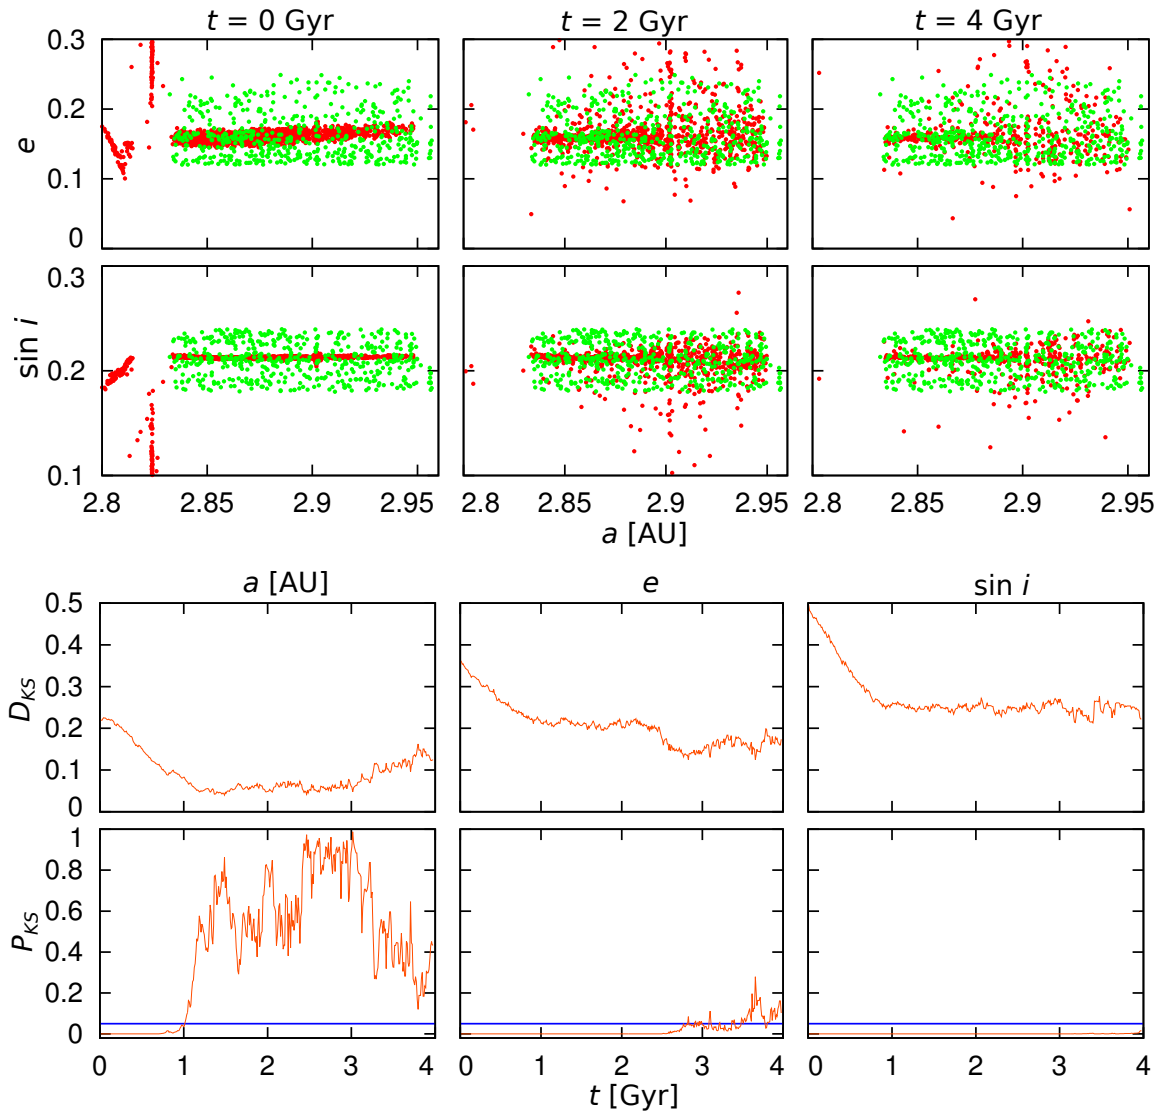 t = 0 Gyr t = 2 Gyr t = 4 Gyr
0.3
0.2
e
0.1
0
0.3
sin i
0.2
0.1
2.8 2.85 2.9 2.95 2.8 2.85 2.9 2.95 2.8 2.85 2.9 2.95
a [AU]
a [AU] e sin i
0.5
0.4
0.3
D_KS
0.2
0.1
0
1
0.8
0.6
P_KS
0.4
0.2
0
0 1 2 3 4 0 1 2 3 4 0 1 2 3 4
t [Gyr]